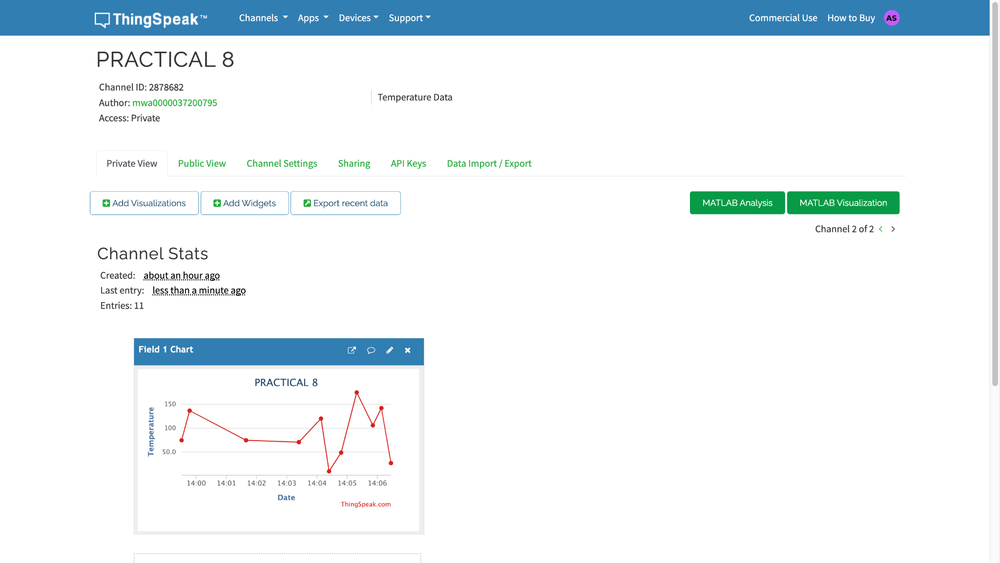 ThingSpeak™ Channels Apps Devices Support Commercial Use How to Buy AS
PRACTICAL 8
Channel ID: 2878682
Author: mwa0000037200795
Access: Private
Temperature Data
Private View Public View Channel Settings Sharing API Keys Data Import / Export
Add Visualizations Add Widgets Export recent data MATLAB Analysis MATLAB Visualization
Channel 2 of 2 < >
Channel Stats
Created: about an hour ago
Last entry: less than a minute ago
Entries: 11
Field 1 Chart
PRACTICAL 8
Temperature
150
100
50.0
14:00 14:01 14:02 14:03 14:04 14:05 14:06
Date
ThingSpeak.com